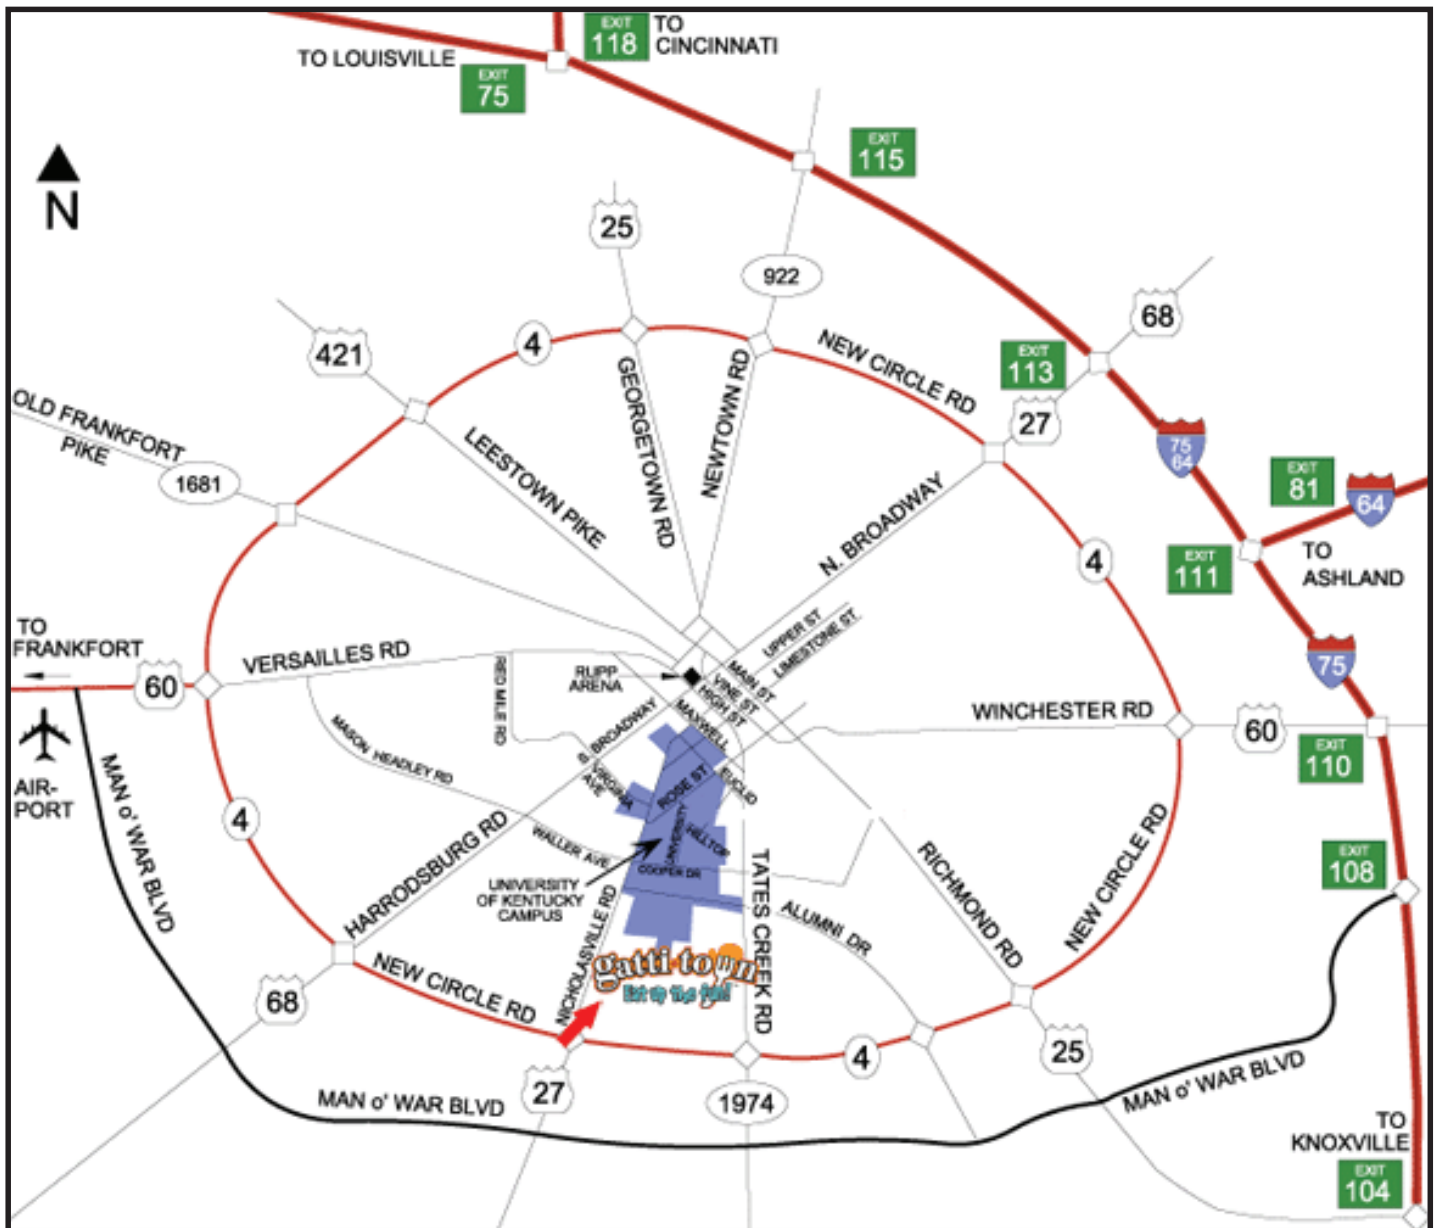 EXIT
118
TO
CINCINNATI
TO LOUISVILLE
EXIT
75
EXIT
115
N
25
922
68
421
4
NEW CIRCLE RD
EXIT
113
27
GEORGETOWN RD
NEWTOWN RD
OLD FRANKFORT
PIKE
1681
LEESTOWN PIKE
75
64
EXIT
81
64
N. BROADWAY
4
EXIT
111
TO
ASHLAND
TO
FRANKFORT
60
VERSAILLES RD
UPPER ST
LIMESTONE ST.
75
RUPP
ARENA
RED MILE RD
MAIN ST
VINE ST
HIGH ST
MAXWELL
WINCHESTER RD
60
EXIT
110
AIR-
PORT
MAN o' WAR BLVD
MASON HEADLEY RD
S. BROADWAY
VIRGINIA
AVE
ROSE ST
EUCLID
4
HARRODSBURG RD
WALLER AVE
UNIVERSITY
HILLTOP
COOPER DR
UNIVERSITY
OF KENTUCKY
CAMPUS
TATES CREEK RD
ALUMNI DR
RICHMOND RD
NEW CIRCLE RD
EXIT
108
NICHOLASVILLE RD
gatti·town
Eat up the fun!
68
NEW CIRCLE RD
4
25
27
1974
MAN o' WAR BLVD
MAN o' WAR BLVD
TO
KNOXVILLE
EXIT
104